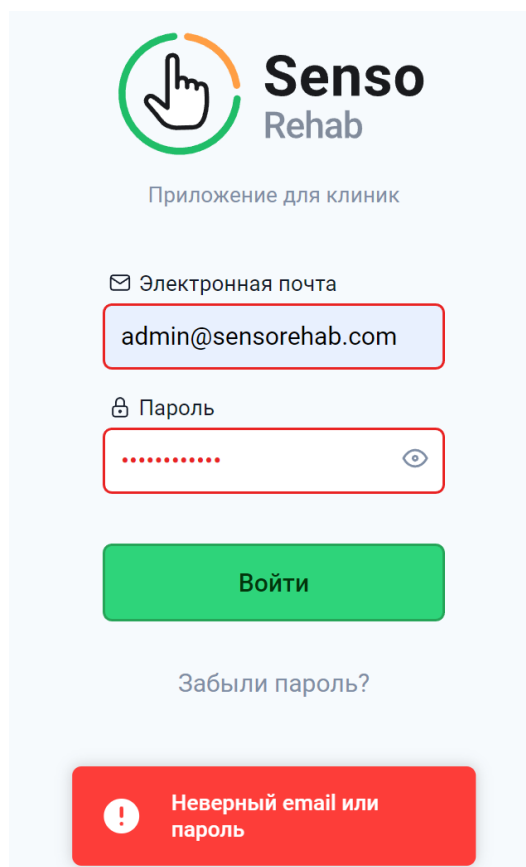 Senso
Rehab
Приложение для клиник
Электронная почта
admin@sensorehab.com
Пароль
••••••••••••
Войти
Забыли пароль?
Неверный email или
пароль